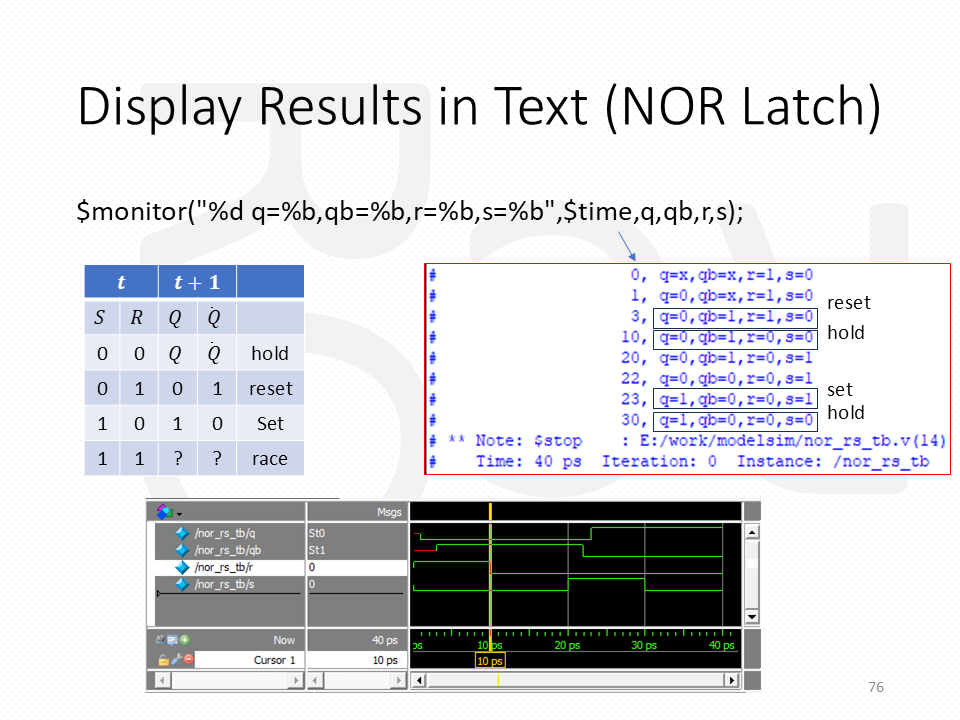 Display Results in Text (NOR Latch)
$monitor("%d q=%b,qb=%b,r=%b,s=%b",$time,q,qb,r,s);
t t + 1
S R Q Q̇
0 0 Q Q̇ hold
0 1 0 1 reset
1 0 1 0 Set
1 1 ? ? race
# 0, q=x,qb=x,r=1,s=0
# 1, q=0,qb=x,r=1,s=0
# 3, q=0,qb=1,r=1,s=0 reset
# 10, q=0,qb=1,r=0,s=0 hold
# 20, q=0,qb=1,r=0,s=1
# 22, q=0,qb=0,r=0,s=1
# 23, q=1,qb=0,r=0,s=1 set
# 30, q=1,qb=0,r=0,s=0 hold
# ** Note: $stop : E:/work/modelsim/nor_rs_tb.v(14)
# Time: 40 ps Iteration: 0 Instance: /nor_rs_tb
Msgs
/nor_rs_tb/q St0
/nor_rs_tb/qb St1
/nor_rs_tb/r 0
/nor_rs_tb/s 0
Now 40 ps ps 10 ps 20 ps 30 ps 40 ps
Cursor 1 10 ps 10 ps
76